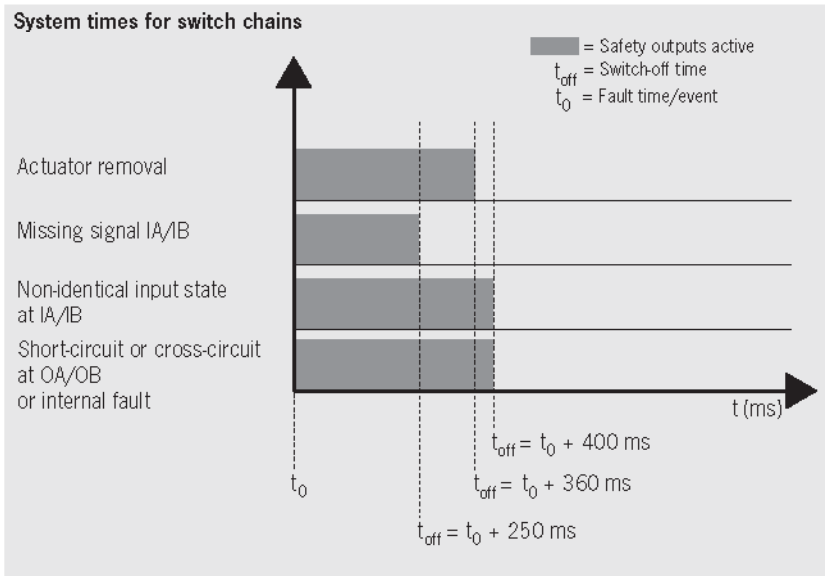 System times for switch chains
= Safety outputs active
toff = Switch-off time
t0 = Fault time/event
Actuator removal
Missing signal IA/IB
Non-identical input state
at IA/IB
Short-circuit or cross-circuit
at OA/OB
or internal fault
t (ms)
toff = t0 + 400 ms
t0
toff = t0 + 360 ms
toff = t0 + 250 ms